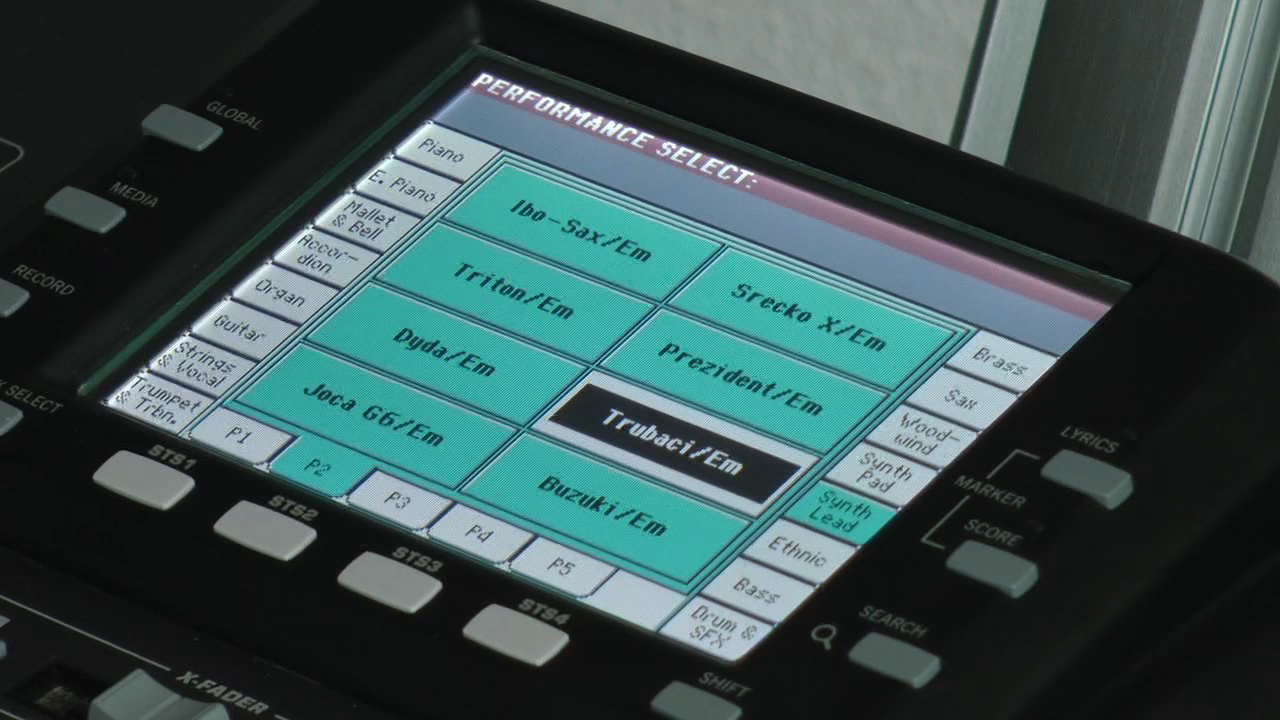 PERFORMANCE SELECT:
GLOBAL
MEDIA
RECORD
SELECT
Piano
E. Piano
Mallet
& Bell
Accor-
dion
Organ
Guitar
Strings
& Vocal
Trumpet
& Trbn.
Ibo-Sax/Em
Triton/Em
Dyda/Em
Joca G6/Em
Srecko X/Em
Prezident/Em
Trubaci/Em
Buzuki/Em
Brass
Sax
Wood-
wind
Synth
Pad
Synth
Lead
Ethnic
Bass
Drum &
SFX
P1
P2
P3
P4
P5
STS1
STS2
STS3
STS4
LYRICS
MARKER
SCORE
SEARCH
SHIFT
X-FADER